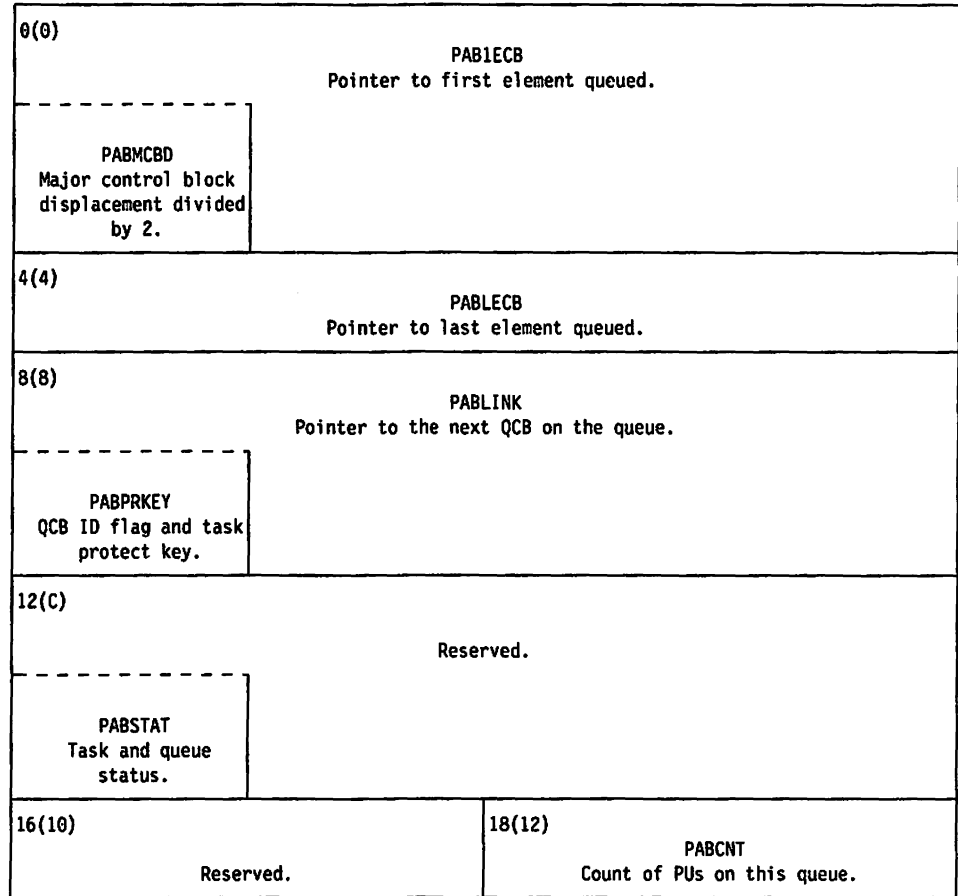 0(0)
PAB1ECB
Pointer to first element queued.
PABMCBD
Major control block
displacement divided
by 2.
4(4)
PABLECB
Pointer to last element queued.
8(8)
PABLINK
Pointer to the next QCB on the queue.
PABPRKEY
QCB ID flag and task
protect key.
12(C)
Reserved.
PABSTAT
Task and queue
status.
16(10)
Reserved.
18(12)
PABCNT
Count of PUs on this queue.